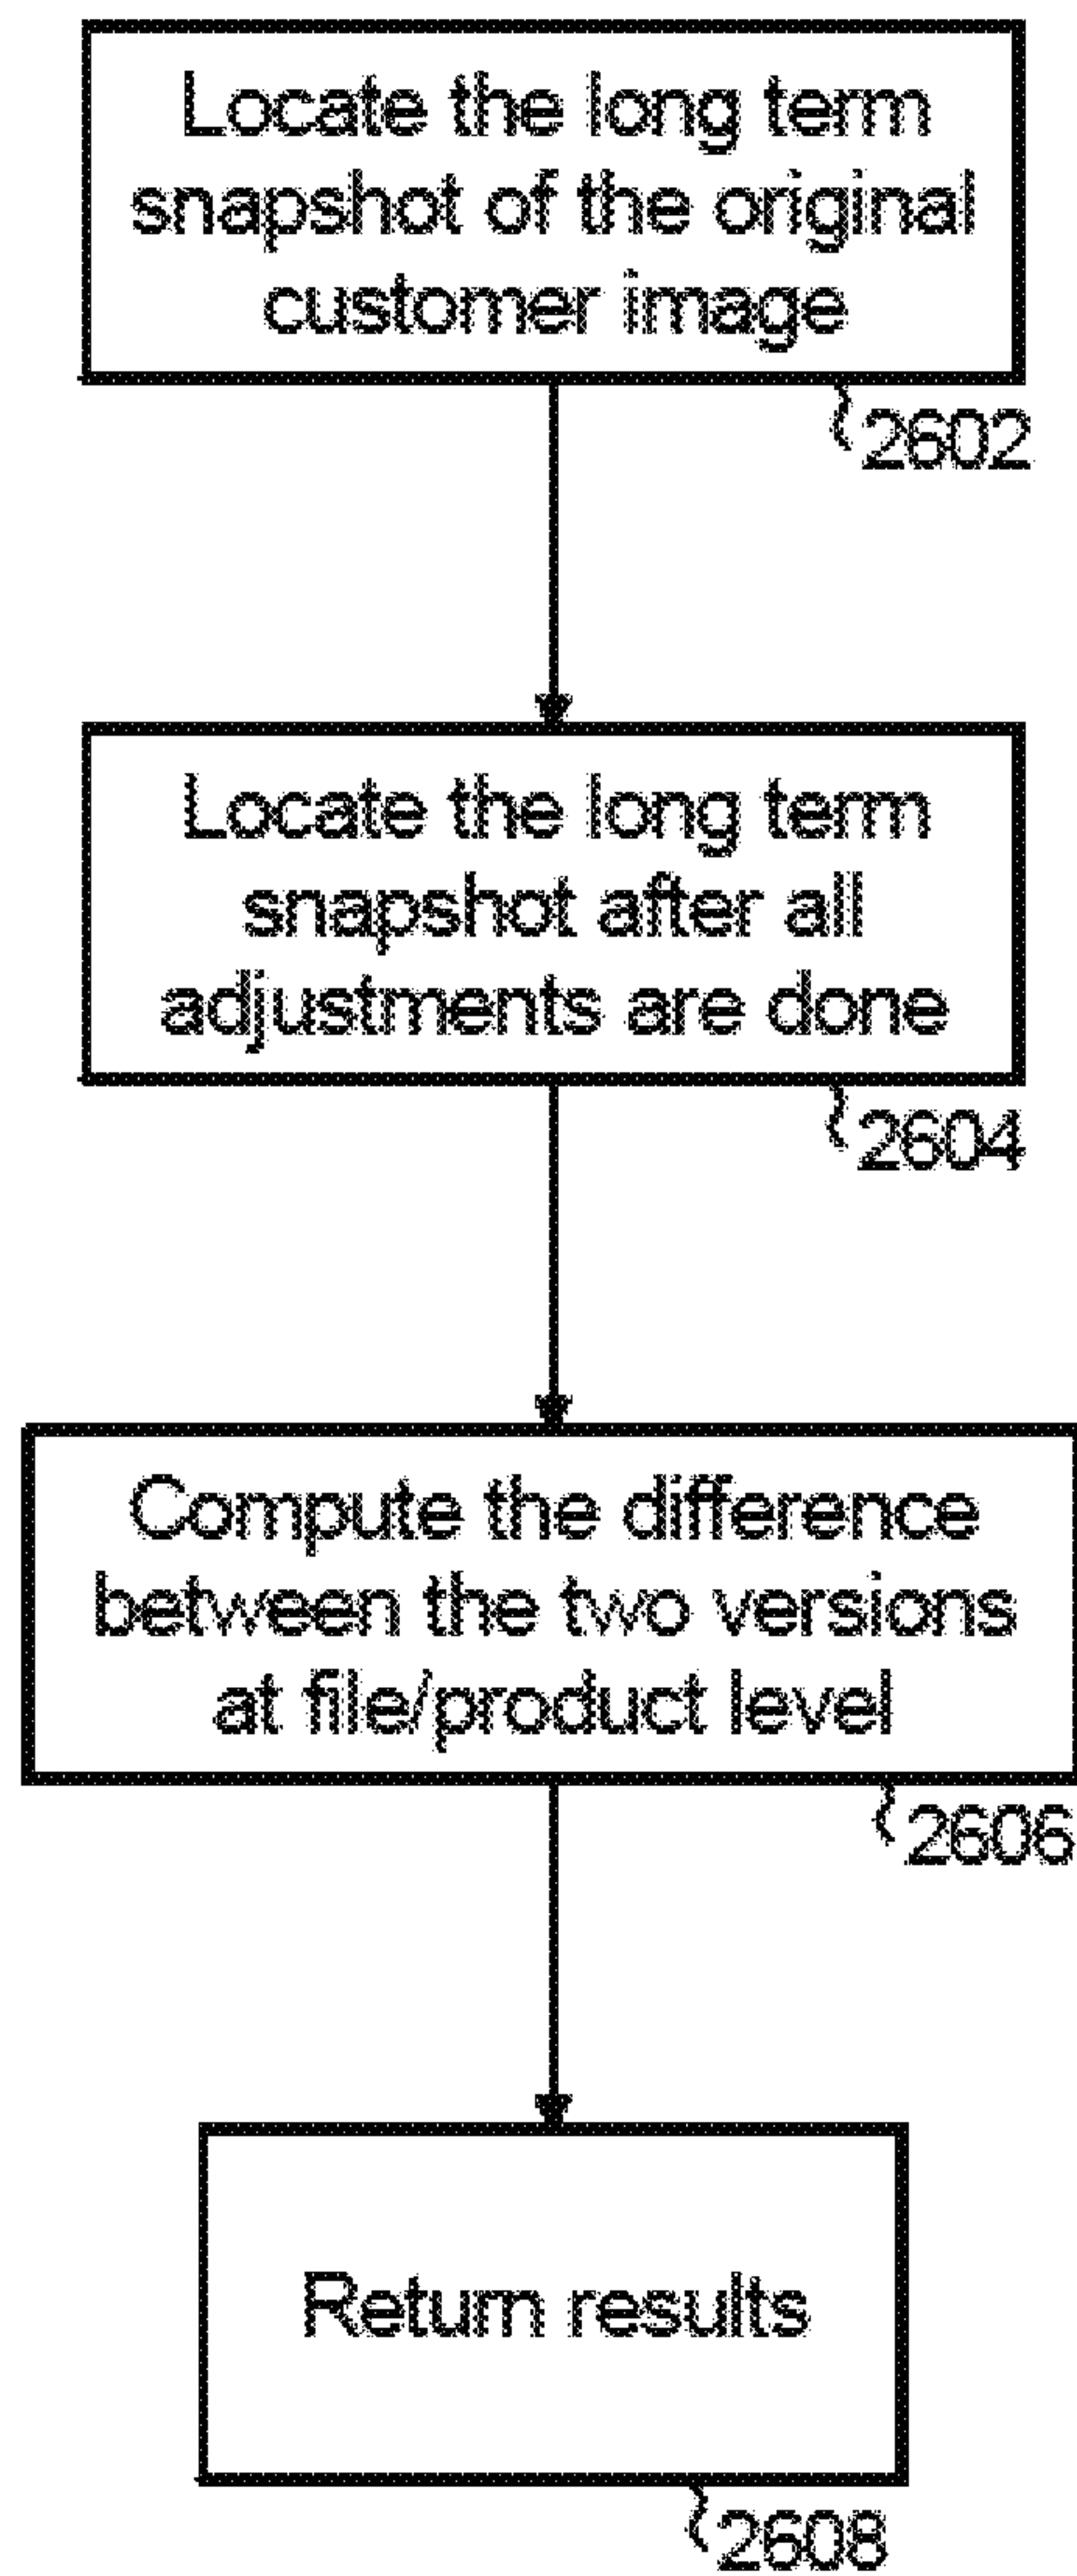 Locate the long term
snapshot of the original
customer image
2602
Locate the long term
snapshot after all
adjustments are done
2604
Compute the difference
between the two versions
at file/product level
2606
Return results
2608